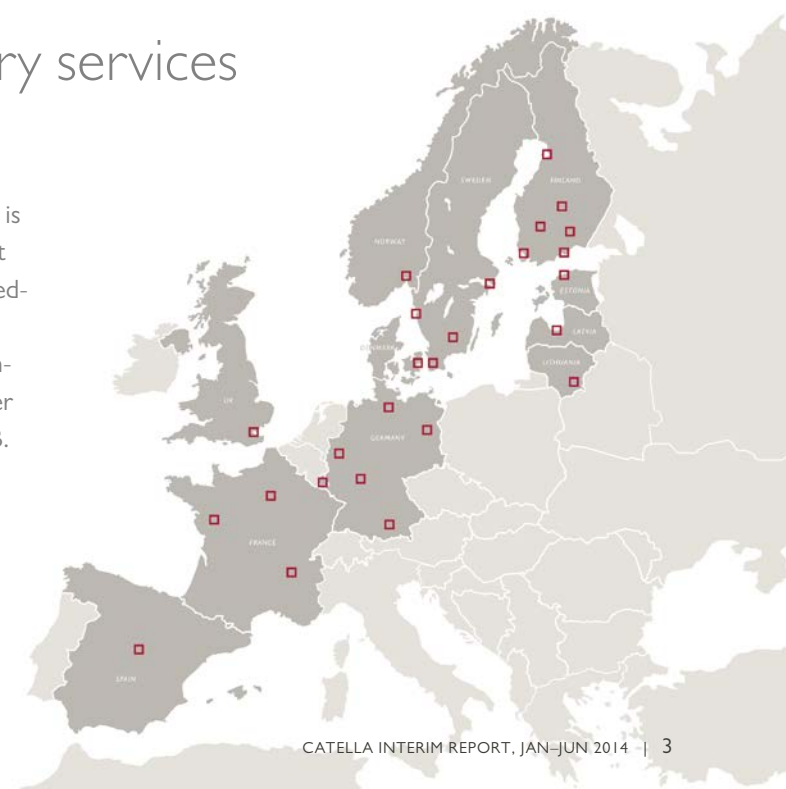 ry services
is
t
ed-
n-
er
.
SWEDEN
FINLAND
NORWAY
ESTONIA
LATVIA
DENMARK
LITHUANIA
UK
GERMANY
FRANCE
SPAIN
CATELLA INTERIM REPORT, JAN–JUN 2014 | 3